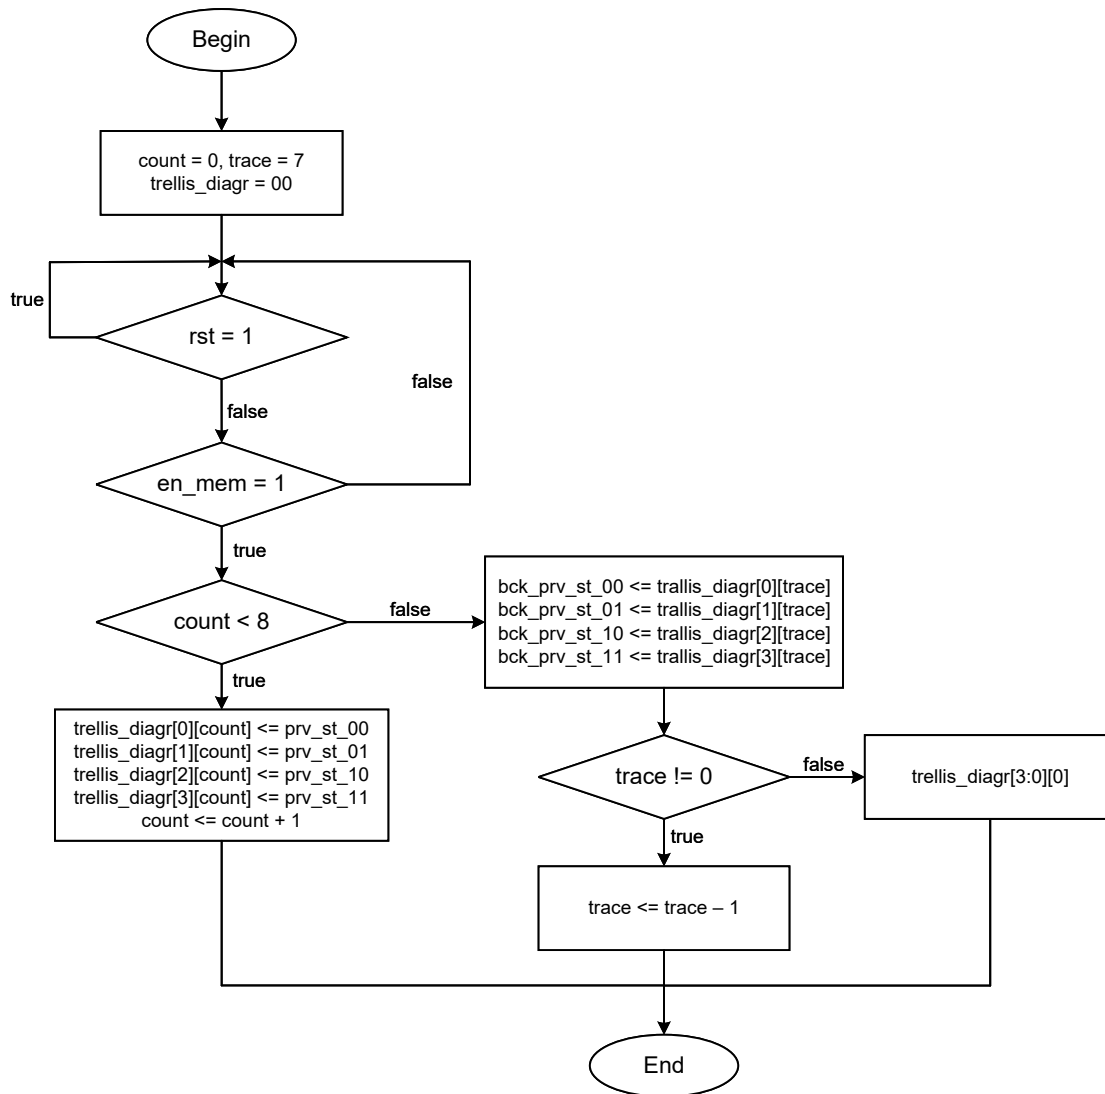 Begin
count = 0, trace = 7
trellis_diagr = 00
true
rst = 1
false
false
en_mem = 1
true
count < 8
false
bck_prv_st_00 <= trallis_diagr[0][trace]
bck_prv_st_01 <= trallis_diagr[1][trace]
bck_prv_st_10 <= trallis_diagr[2][trace]
bck_prv_st_11 <= trallis_diagr[3][trace]
true
trellis_diagr[0][count] <= prv_st_00
trellis_diagr[1][count] <= prv_st_01
trellis_diagr[2][count] <= prv_st_10
trellis_diagr[3][count] <= prv_st_11
count <= count + 1
trace != 0
false
trellis_diagr[3:0][0]
true
trace <= trace – 1
End